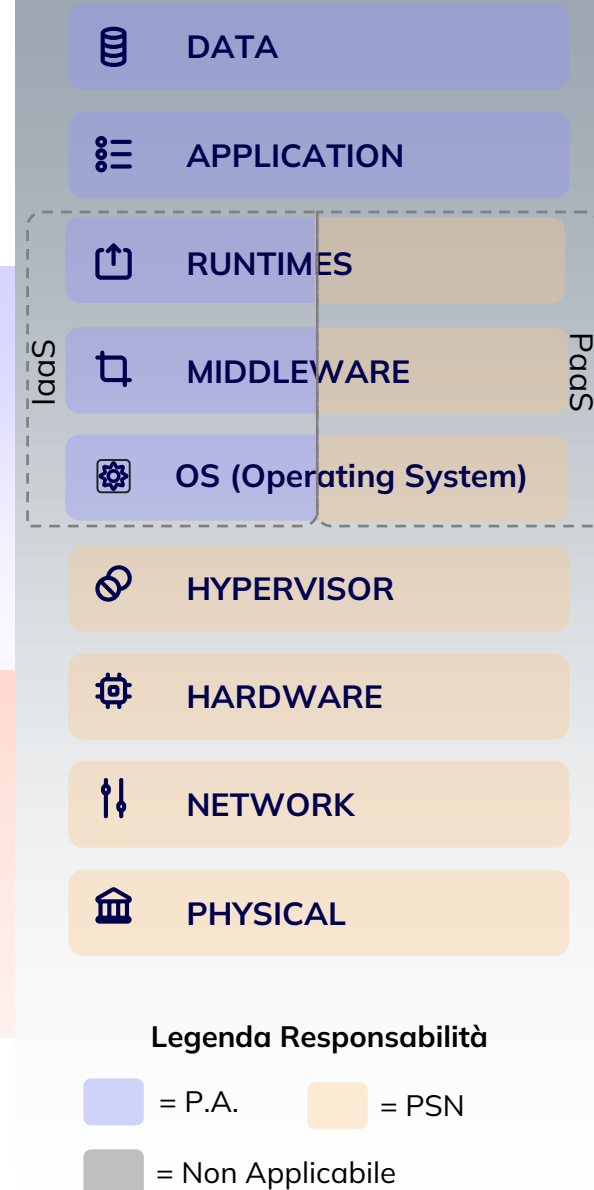 DATA
APPLICATION
RUNTIMES
MIDDLEWARE
OS (Operating System)
IaaS
PaaS
HYPERVISOR
HARDWARE
NETWORK
PHYSICAL
Legenda Responsabilità
= P.A.
= PSN
= Non Applicabile